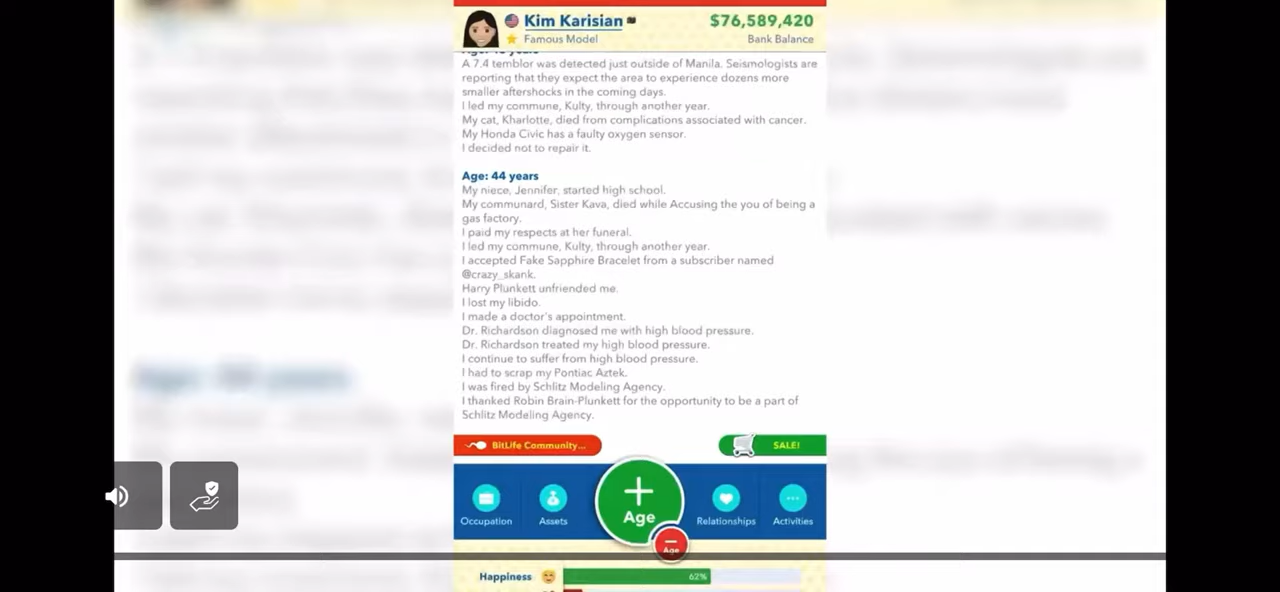 Kim Karisian
$76,589,420
Famous Model
Bank Balance
A 7.4 temblor was detected just outside of Manila. Seismologists are
reporting that they expect the area to experience dozens more
smaller aftershocks in the coming days.
I led my commune, Kulty, through another year.
My cat, Kharlotte, died from complications associated with cancer.
My Honda Civic has a faulty oxygen sensor.
I decided not to repair it.
Age: 44 years
My niece, Jennifer, started high school.
My communard, Sister Kava, died while Accusing the you of being a
gas factory.
I paid my respects at her funeral.
I led my commune, Kulty, through another year.
I accepted Fake Sapphire Bracelet from a subscriber named
@crazy_skank.
Harry Plunkett unfriended me.
I lost my libido.
I made a doctor's appointment.
Dr. Richardson diagnosed me with high blood pressure.
Dr. Richardson treated my high blood pressure.
I continue to suffer from high blood pressure.
I had to scrap my Pontiac Aztek.
I was fired by Schlitz Modeling Agency.
I thanked Robin Brain-Plunkett for the opportunity to be a part of
Schlitz Modeling Agency.
BitLife Community...
SALE!
Age
Occupation
Assets
Relationships
Activities
Age
Happiness
62%